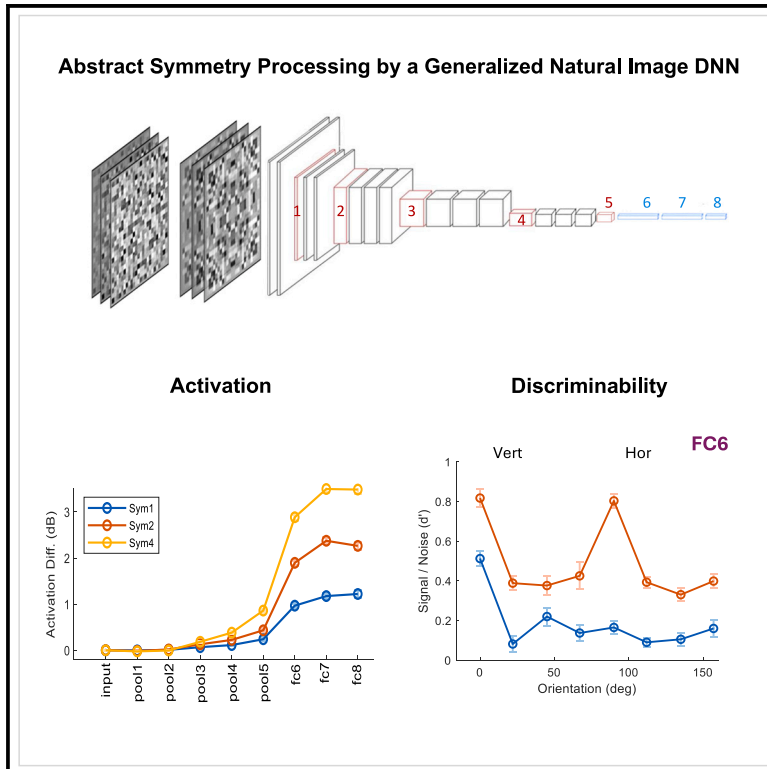 Abstract Symmetry Processing by a Generalized Natural Image DNN
1
2
3
4
5
6
7
8
Activation
Discriminability
FC6
Vert
Hor
Activation Diff. (dB)
3
2
1
0
Sym1
Sym2
Sym4
input
pool1
pool2
pool3
pool4
pool5
fc6
fc7
fc8
Signal / Noise (d')
1
0.8
0.6
0.4
0.2
0
0
50
100
150
Orientation (deg)